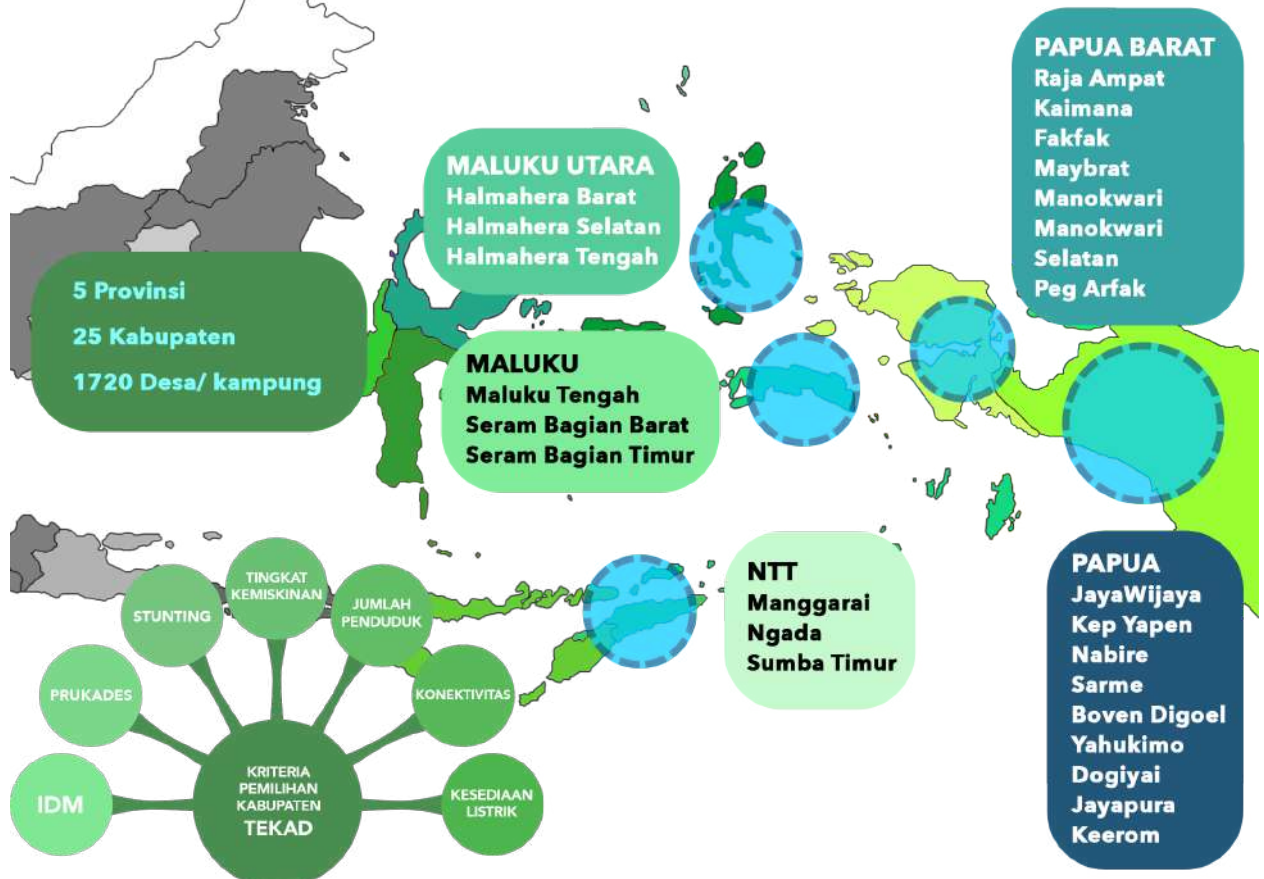 PAPUA BARAT
Raja Ampat
Kaimana
Fakfak
Maybrat
Manokwari
Manokwari
Selatan
Peg Arfak
MALUKU UTARA
Halmahera Barat
Halmahera Selatan
Halmahera Tengah
5 Provinsi
25 Kabupaten
1720 Desa/ kampung
MALUKU
Maluku Tengah
Seram Bagian Barat
Seram Bagian Timur
NTT
Manggarai
Ngada
Sumba Timur
PAPUA
JayaWijaya
Kep Yapen
Nabire
Sarme
Boven Digoel
Yahukimo
Dogiyai
Jayapura
Keerom
IDM
PRUKADES
STUNTING
TINGKAT
KEMISKINAN
JUMLAH
PENDUDUK
KONEKTIVITAS
KESEDIAAN
LISTRIK
KRITERIA
PEMILIHAN
KABUPATEN
TEKAD